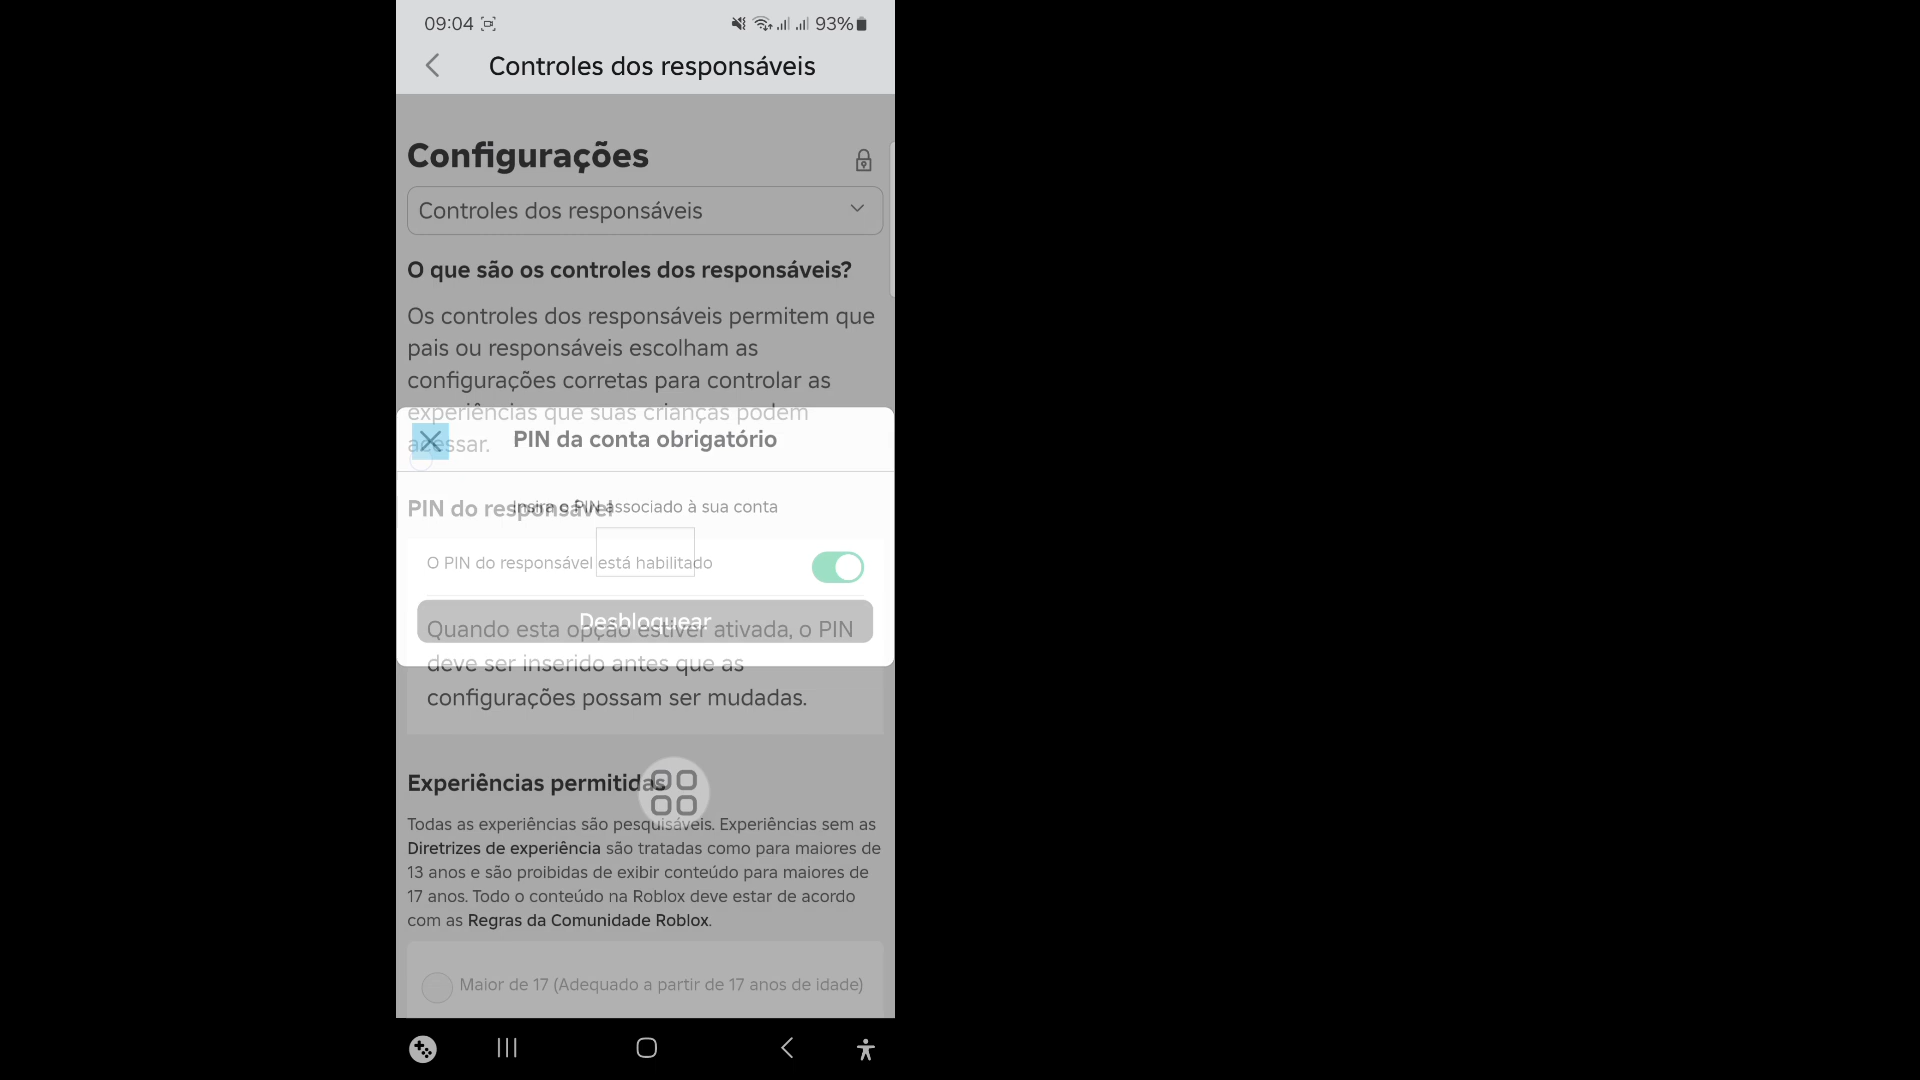 09:04
93%
Controles dos responsáveis
Configurações
Controles dos responsáveis
O que são os controles dos responsáveis?
Os controles dos responsáveis permitem que
pais ou responsáveis escolham as
configurações corretas para controlar as
experiências que suas crianças podem
acessar.
PIN da conta obrigatório
PIN do responsável
Insira o PIN associado à sua conta
O PIN do responsável está habilitado
Desbloquear
Quando esta opção estiver ativada, o PIN
deve ser inserido antes que as
configurações possam ser mudadas.
Experiências permitidas
Todas as experiências são pesquisáveis. Experiências sem as
Diretrizes de experiência são tratadas como para maiores de
13 anos e são proibidas de exibir conteúdo para maiores de
17 anos. Todo o conteúdo na Roblox deve estar de acordo
com as Regras da Comunidade Roblox.
Maior de 17 (Adequado a partir de 17 anos de idade)